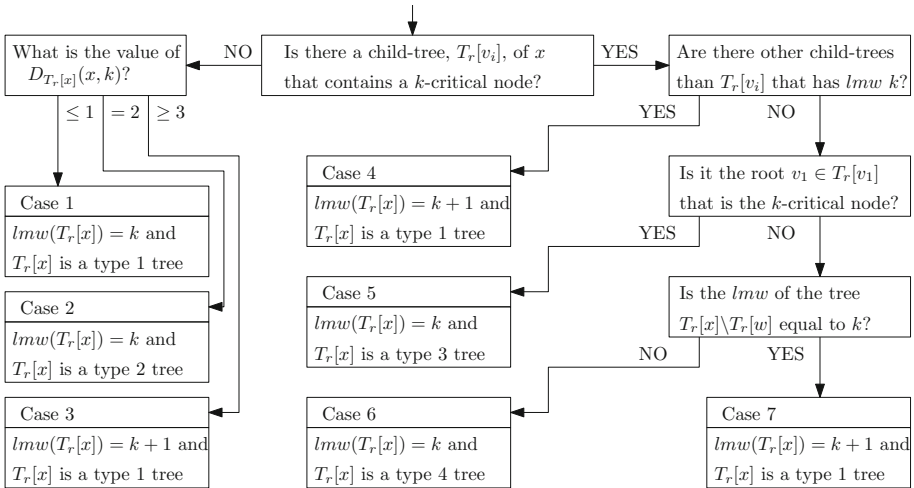 What is the value of
$D_{T_r[x]}(x, k)$?
NO
Is there a child-tree, $T_r[v_i]$, of $x$
that contains a $k$-critical node?
YES
Are there other child-trees
than $T_r[v_i]$ that has $lmw$ $k$?
≤ 1
= 2
≥ 3
YES
NO
Case 1
$lmw(T_r[x]) = k$ and
$T_r[x]$ is a type 1 tree
Case 4
$lmw(T_r[x]) = k + 1$ and
$T_r[x]$ is a type 1 tree
Is it the root $v_1 \in T_r[v_1]$
that is the $k$-critical node?
YES
NO
Case 2
$lmw(T_r[x]) = k$ and
$T_r[x]$ is a type 2 tree
Case 5
$lmw(T_r[x]) = k$ and
$T_r[x]$ is a type 3 tree
Is the $lmw$ of the tree
$T_r[x] \backslash T_r[w]$ equal to $k$?
NO
YES
Case 3
$lmw(T_r[x]) = k + 1$ and
$T_r[x]$ is a type 1 tree
Case 6
$lmw(T_r[x]) = k$ and
$T_r[x]$ is a type 4 tree
Case 7
$lmw(T_r[x]) = k + 1$ and
$T_r[x]$ is a type 1 tree